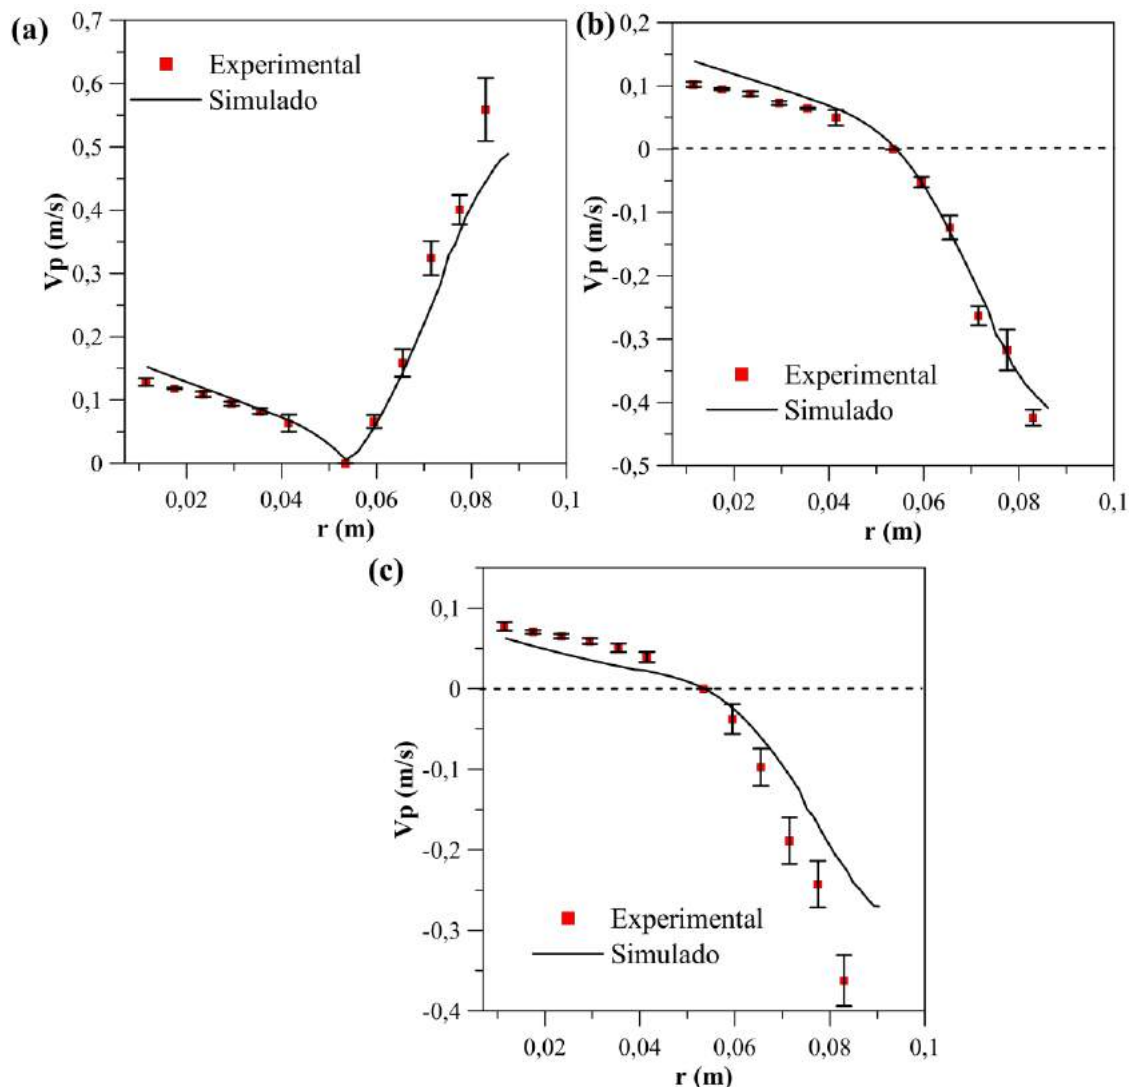 (a)
0,7
0,6
0,5
0,4
0,3
0,2
0,1
0
Vp (m/s)
Experimental
Simulado
0,02 0,04 0,06 0,08 0,1
r (m)
(b)
0,2
0,1
0
-0,1
-0,2
-0,3
-0,4
-0,5
Vp (m/s)
Experimental
Simulado
0,02 0,04 0,06 0,08 0,1
r (m)
(c)
0,1
0
-0,1
-0,2
-0,3
-0,4
Vp (m/s)
Experimental
Simulado
0,02 0,04 0,06 0,08 0,1
r (m)